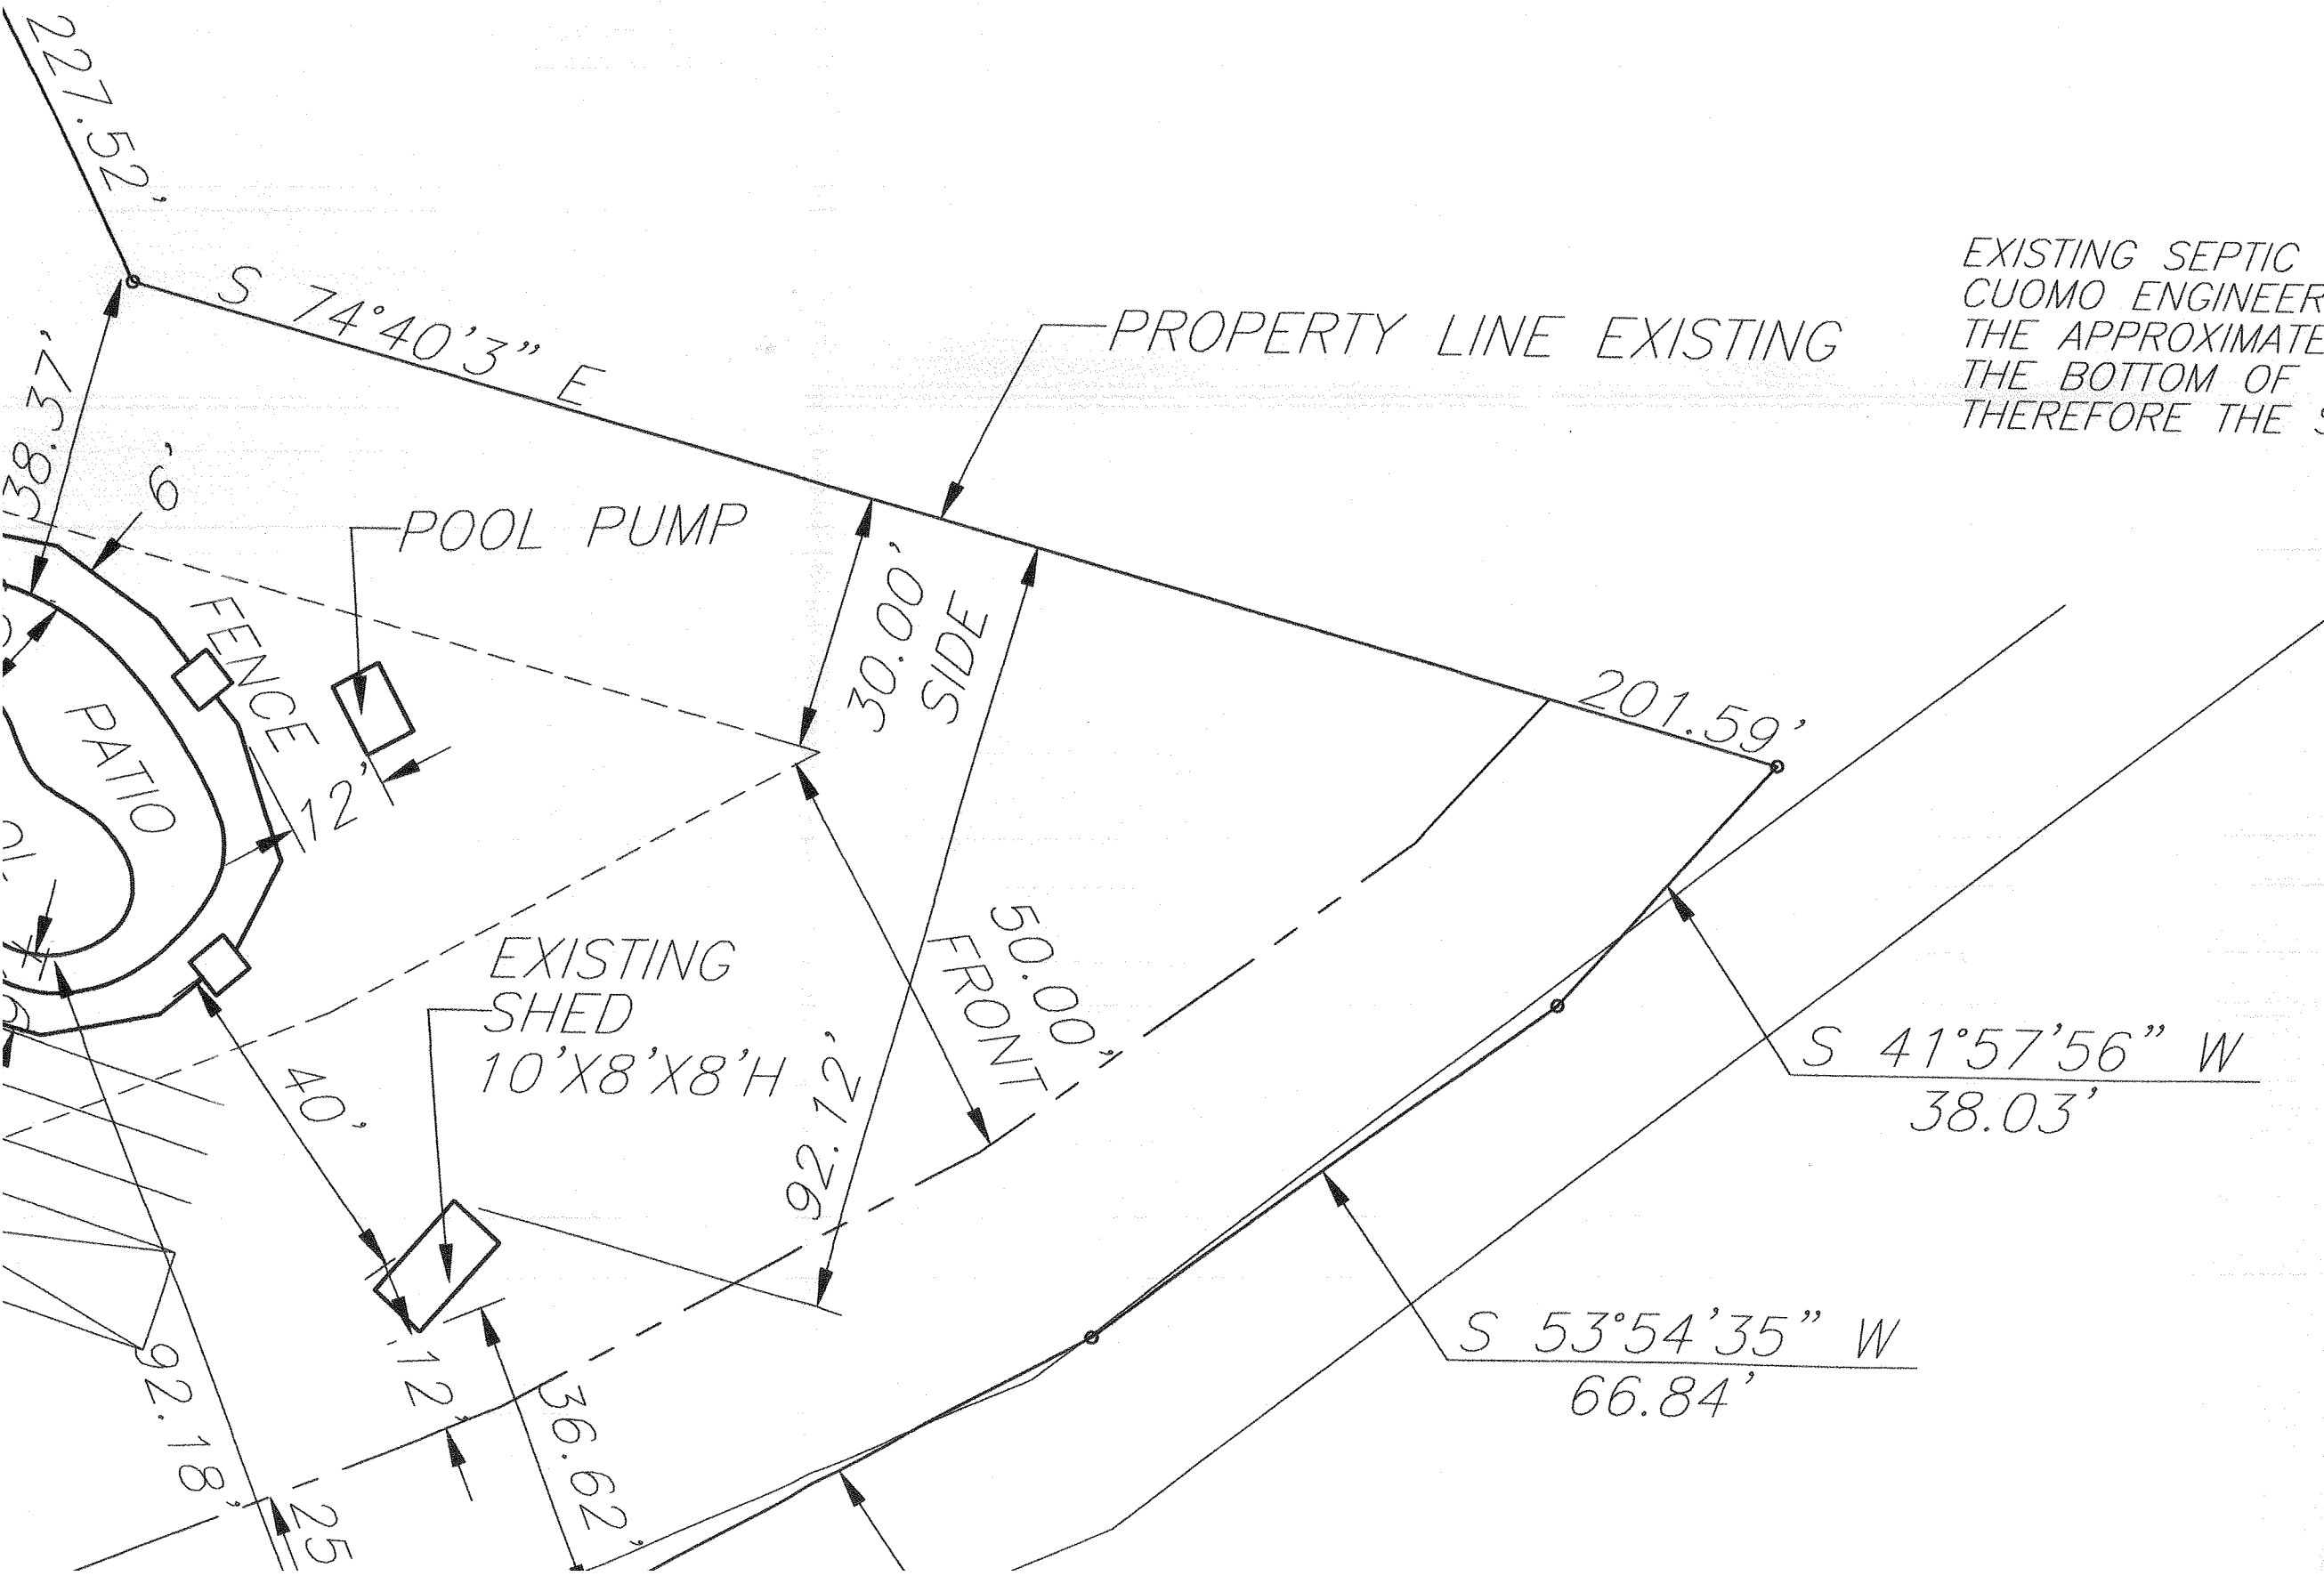 227.52'
S 74°40'3" E
PROPERTY LINE EXISTING
EXISTING SEPTIC
CUOMO ENGINEER
THE APPROXIMATE
THE BOTTOM OF
THEREFORE THE S
38.37'
6'
POOL PUMP
30.00'
SIDE
FENCE
201.59'
PATIO
12'
50.00'
FRONT
EXISTING
SHED
10'X8'X8'H
40'
92.12'
S 41°57'56" W
38.03'
S 53°54'35" W
66.84'
12'
36.62'
92.18'
25